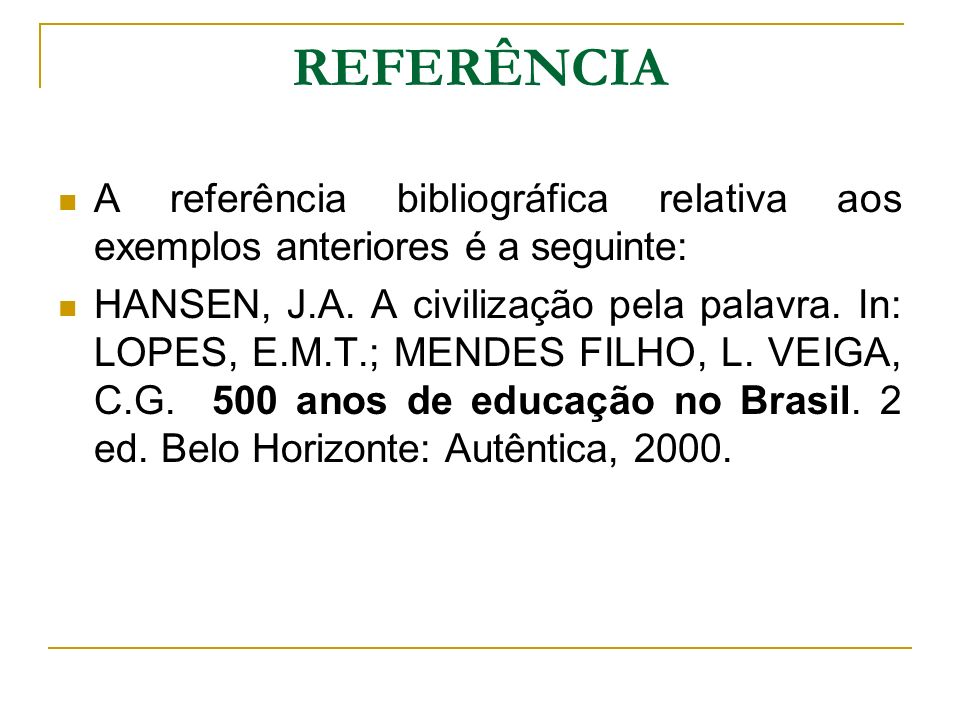 REFERÊNCIA
A referência bibliográfica relativa aos
exemplos anteriores é a seguinte:
HANSEN, J.A. A civilização pela palavra. In:
LOPES, E.M.T.; MENDES FILHO, L. VEIGA,
C.G. 500 anos de educação no Brasil. 2
ed. Belo Horizonte: Autêntica, 2000.